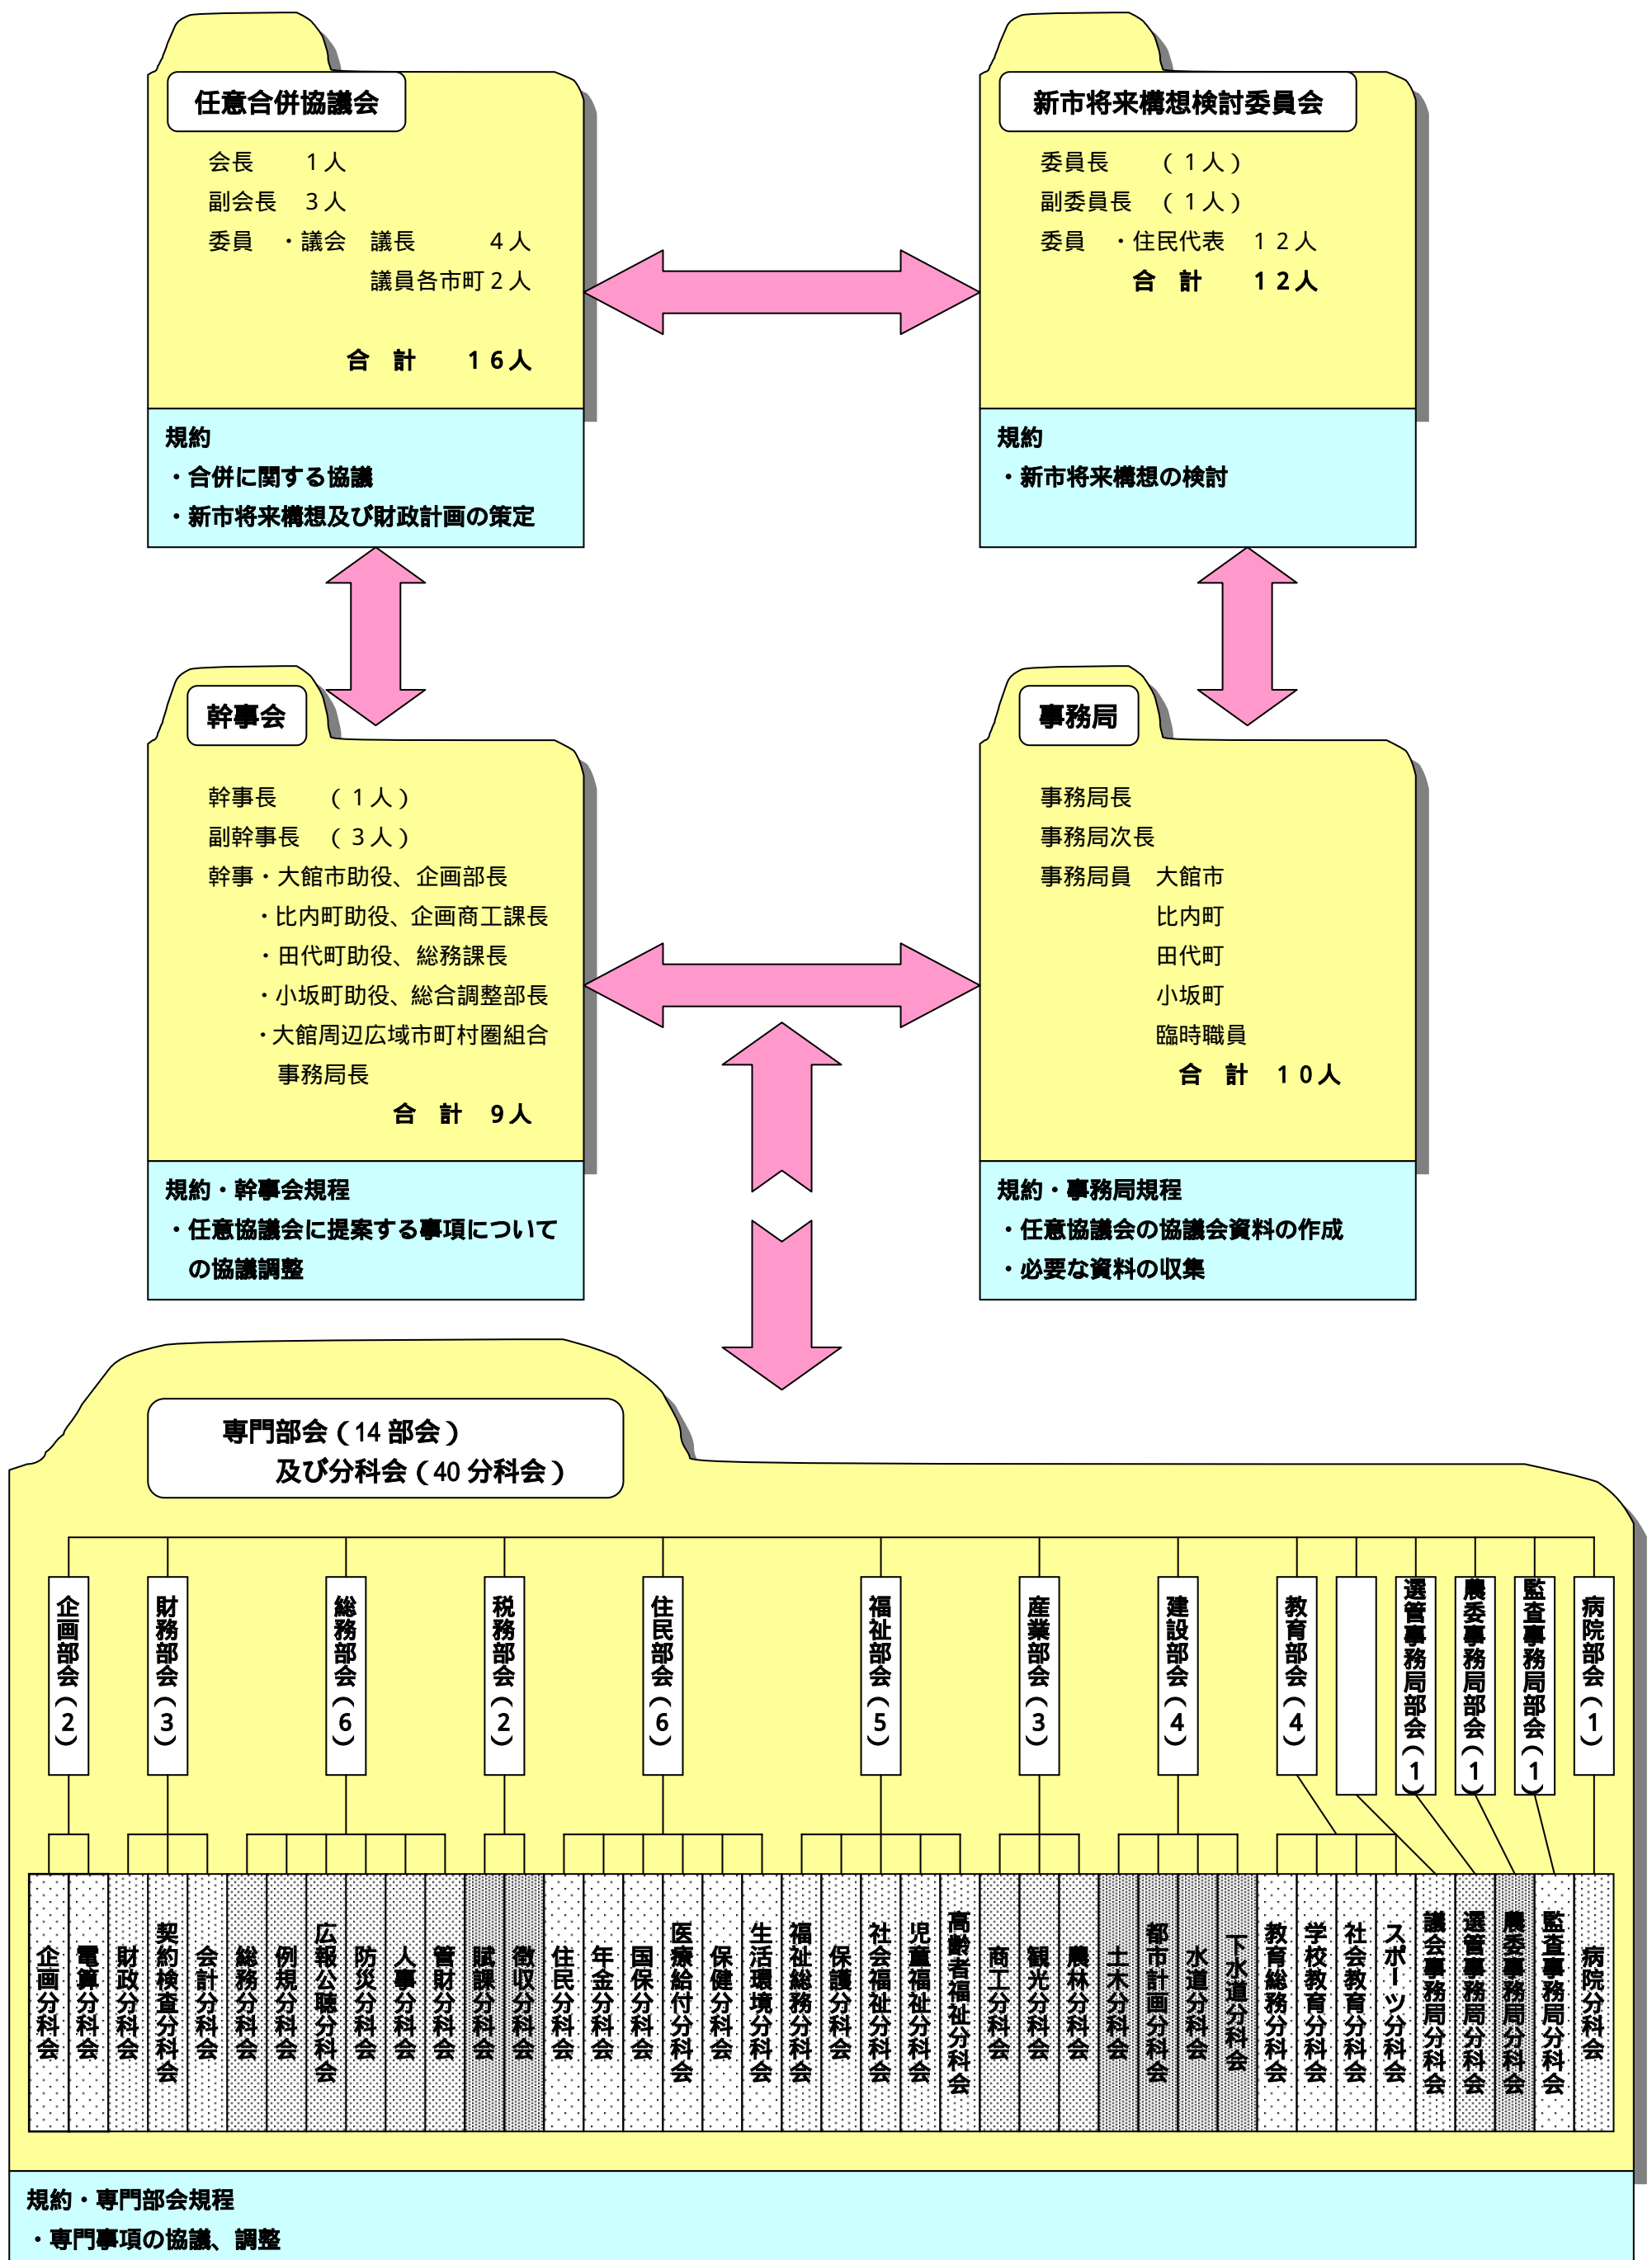 任意合併協議会
会長　　1人
副会長　3人
委員　・議会　議長　　　4人
議員各市町2人
合　計　　16人
規約
・合併に関する協議
・新市将来構想及び財政計画の策定
新市将来構想検討委員会
委員長　　（1人）
副委員長　（1人）
委員　・住民代表　12人
合　計　　12人
規約
・新市将来構想の検討
幹事会
幹事長　　（1人）
副幹事長　（3人）
幹事・大館市助役、企画部長
・比内町助役、企画商工課長
・田代町助役、総務課長
・小坂町助役、総合調整部長
・大館周辺広域市町村圏組合
事務局長
合　計　9人
規約・幹事会規程
・任意協議会に提案する事項について
の協議調整
事務局
事務局長
事務局次長
事務局員　大館市
比内町
田代町
小坂町
臨時職員
合　計　10人
規約・事務局規程
・任意協議会の協議会資料の作成
・必要な資料の収集
専門部会（14部会）
及び分科会（40分科会）
企画部会（2）
財務部会（3）
総務部会（6）
税務部会（2）
住民部会（6）
福祉部会（5）
産業部会（3）
建設部会（4）
教育部会（4）
選管事務局部会（1）
農委事務局部会（1）
監査事務局部会（1）
病院部会（1）
企画分科会
電算分科会
財政分科会
契約検査分科会
会計分科会
総務分科会
例規分科会
広報公聴分科会
防災分科会
人事分科会
管財分科会
賦課分科会
徴収分科会
住民分科会
年金分科会
国保分科会
医療給付分科会
保健分科会
生活環境分科会
福祉総務分科会
保護分科会
社会福祉分科会
児童福祉分科会
高齢者福祉分科会
商工分科会
観光分科会
農林分科会
土木分科会
都市計画分科会
水道分科会
下水道分科会
教育総務分科会
学校教育分科会
社会教育分科会
スポーツ分科会
議会事務局分科会
選管事務局分科会
農委事務局分科会
監査事務局分科会
病院分科会
規約・専門部会規程
・専門事項の協議、調整